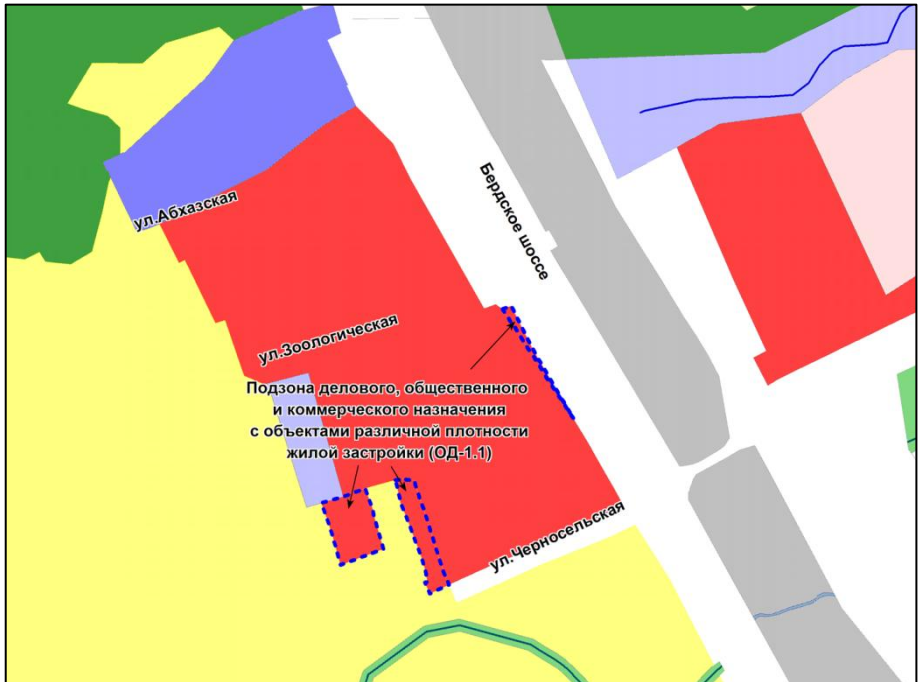 ул.Абхазская
Бердское шоссе
ул.Зоологическая
Подзона делового, общественного
и коммерческого назначения
с объектами различной плотности
жилой застройки (ОД-1.1)
ул.Черносельская